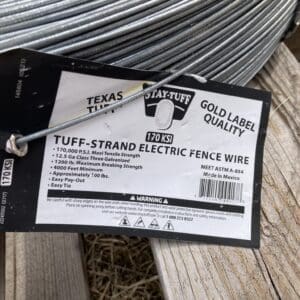 TEXAS
TUFF
STAY-TUFF
GOLD LABEL
QUALITY
170 KSI
TUFF-STRAND ELECTRIC FENCE WIRE
• 170,000 P.S.I. Most Tensile Strength
• 12.5 Ga Class Three Galvanized
• 1200 lb. Maximum Breaking Strength
• 4000 Feet Minimum
• Approximately 100 lbs.
• Easy Pay-Out
• Easy Tie
MEET ASTM A-854
Made in Mexico
WARNING
170 KSI